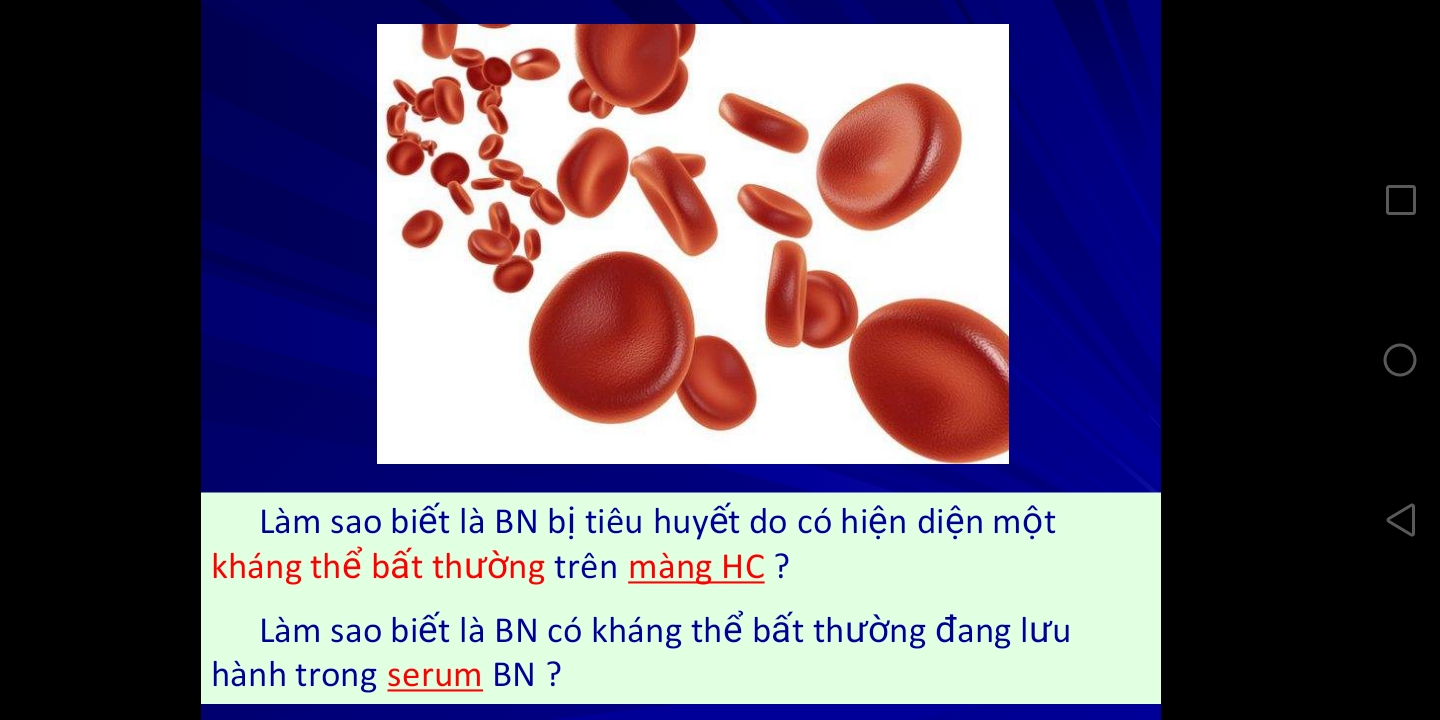 Làm sao biết là BN bị tiêu huyết do có hiện diện một
kháng thể bất thường trên màng HC ?
Làm sao biết là BN có kháng thể bất thường đang lưu
hành trong serum BN ?